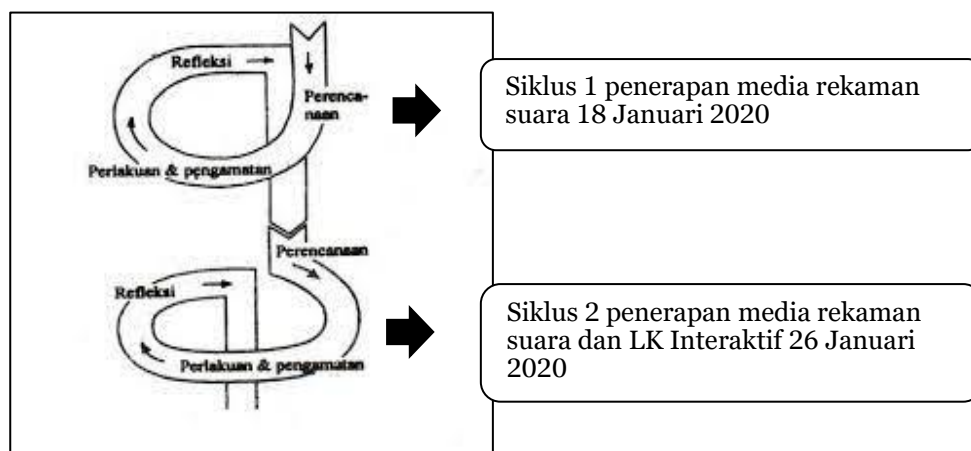 Refleksi
Perenca-
naan
Perlakuan & pengamatan
Siklus 1 penerapan media rekaman
suara 18 Januari 2020
Perencanaan
Refleksi
Perlakuan & pengamatan
Siklus 2 penerapan media rekaman
suara dan LK Interaktif 26 Januari
2020